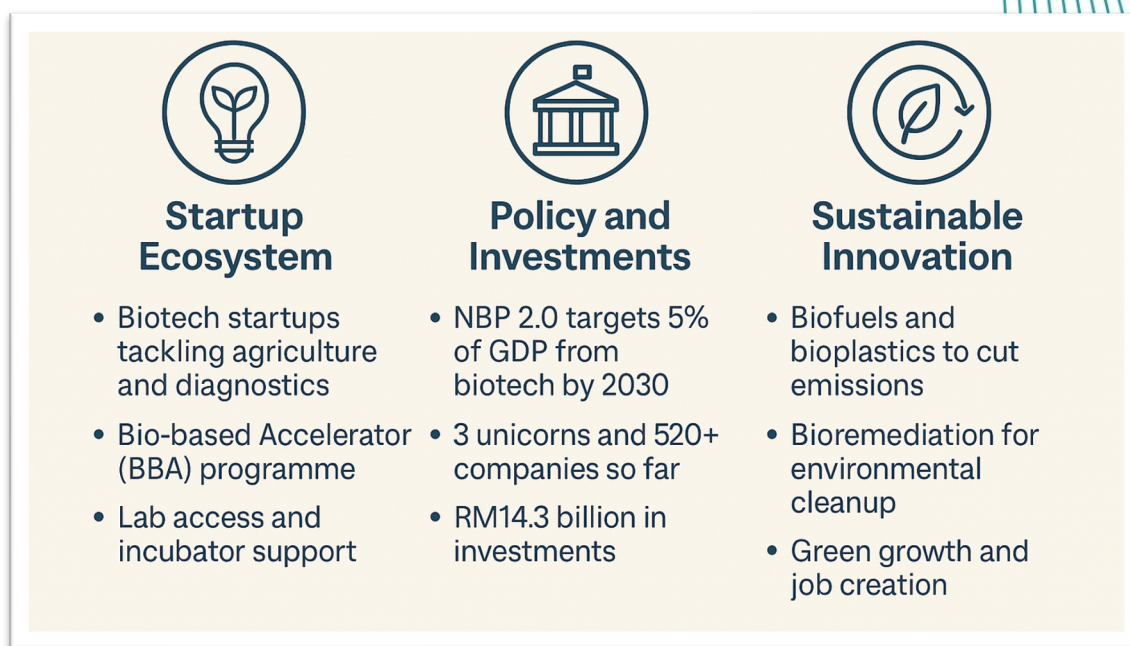 Startup
Ecosystem
• Biotech startups
tackling agriculture
and diagnostics
• Bio-based Accelerator
(BBA) programme
• Lab access and
incubator support
Policy and
Investments
• NBP 2.0 targets 5%
of GDP from
biotech by 2030
• 3 unicorns and 520+
companies so far
• RM14.3 billion in
investments
Sustainable
Innovation
• Biofuels and
bioplastics to cut
emissions
• Bioremediation for
environmental
cleanup
• Green growth and
job creation